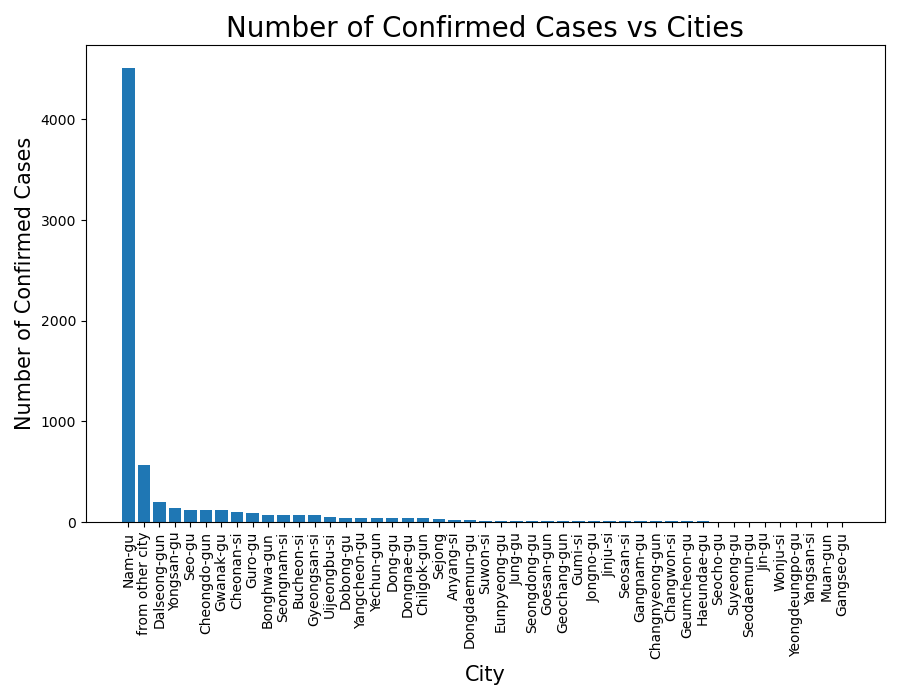 Number of Confirmed Cases vs Cities
Number of Confirmed Cases
4000
3000
2000
1000
0
Nam-gu
from other city
Dalseong-gun
Yongsan-gu
Seo-gu
Cheongdo-gun
Gwanak-gu
Cheonan-si
Guro-gu
Bonghwa-gun
Seongnam-si
Bucheon-si
Gyeongsan-si
Uijeongbu-si
Dobong-gu
Yangcheon-gu
Yechun-gun
Dong-gu
Dongnae-gu
Chilgok-gun
Sejong
Anyang-si
Dongdaemun-gu
Suwon-si
Eunpyeong-gu
Jung-gu
Seongdong-gu
Goesan-gun
Geochang-gun
Gumi-si
Jongno-gu
Jinju-si
Seosan-si
Gangnam-gu
Changnyeong-gun
Changwon-si
Geumcheon-gu
Haeundae-gu
Seocho-gu
Suyeong-gu
Seodaemun-gu
Jin-gu
Wonju-si
Yeongdeungpo-gu
Yangsan-si
Muan-gun
Gangseo-gu
City